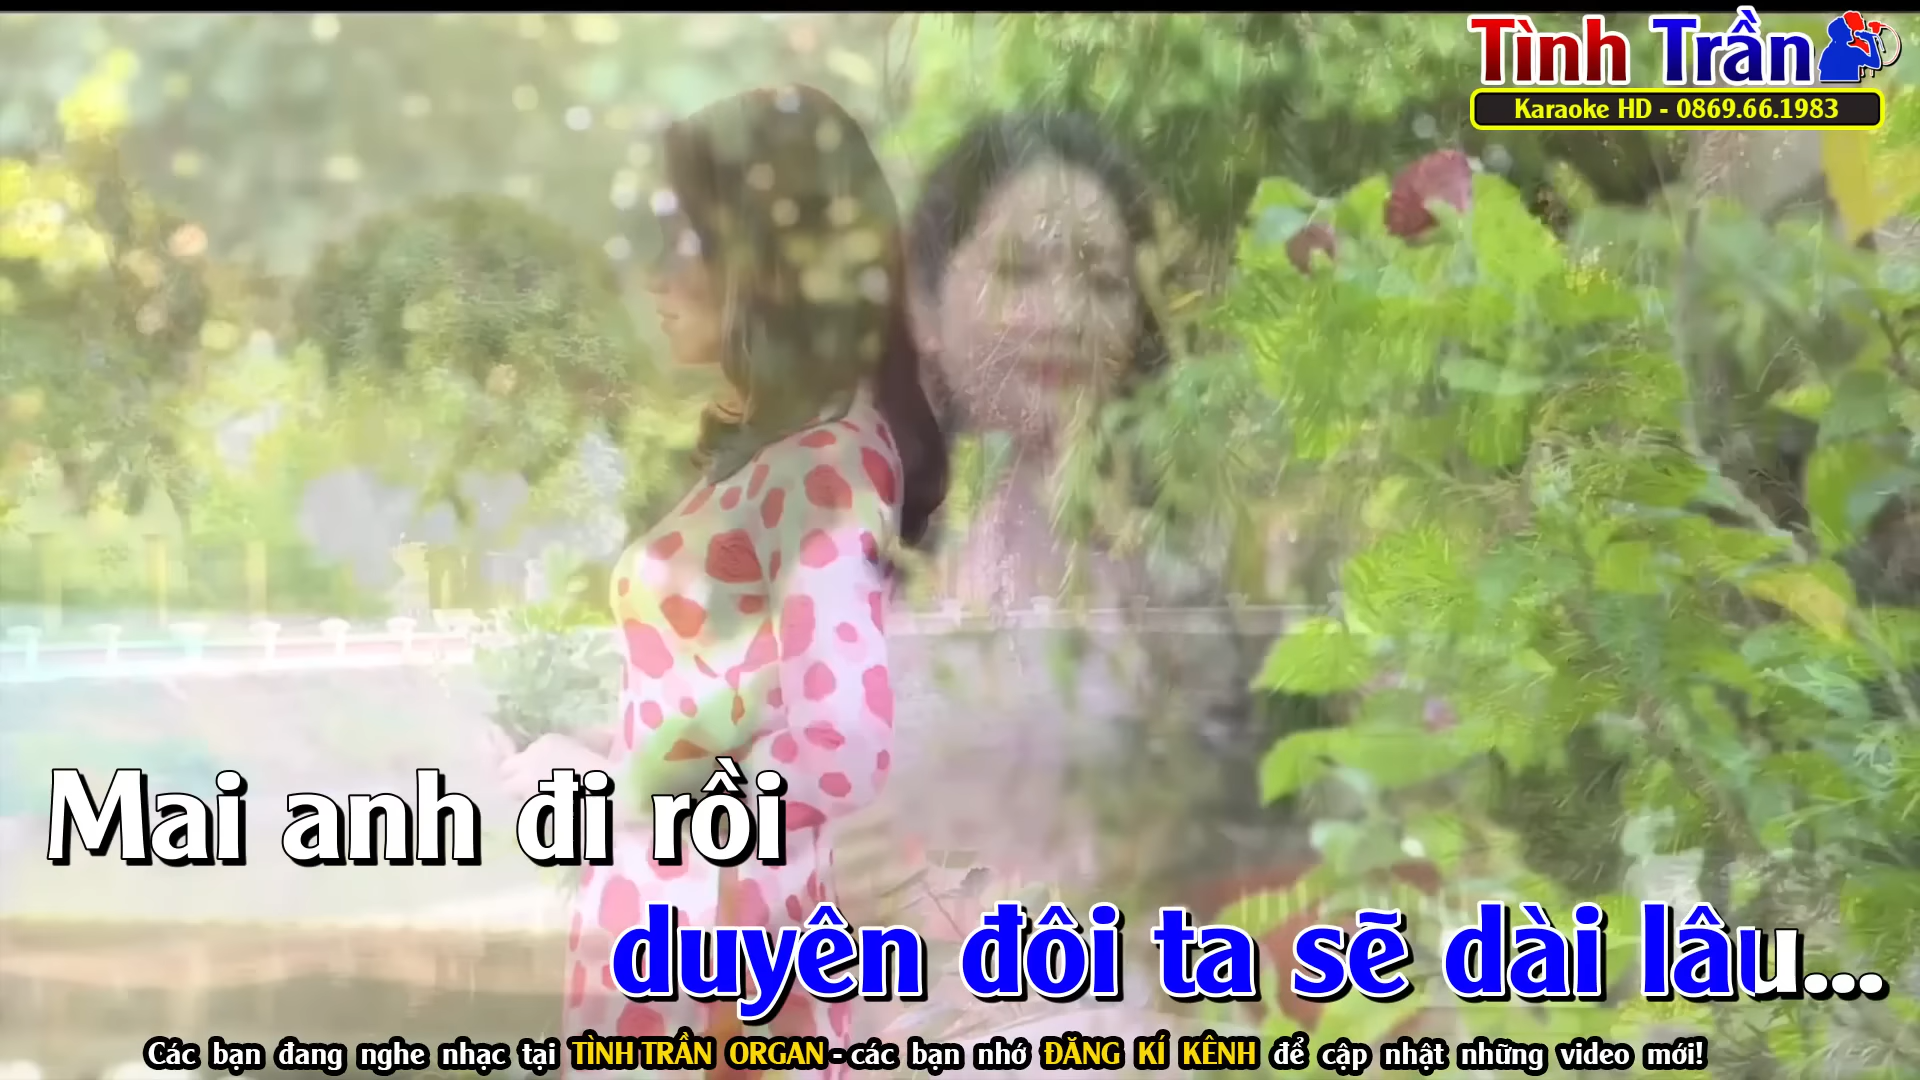 Tình Trần
Karaoke HD - 0869.66.1983
Mai anh đi rồi
duyên đôi ta sẽ dài lâu...
Các bạn đang nghe nhạc tại TÌNH TRẦN ORGAN - các bạn nhớ ĐĂNG KÍ KÊNH để cập nhật những video mới!